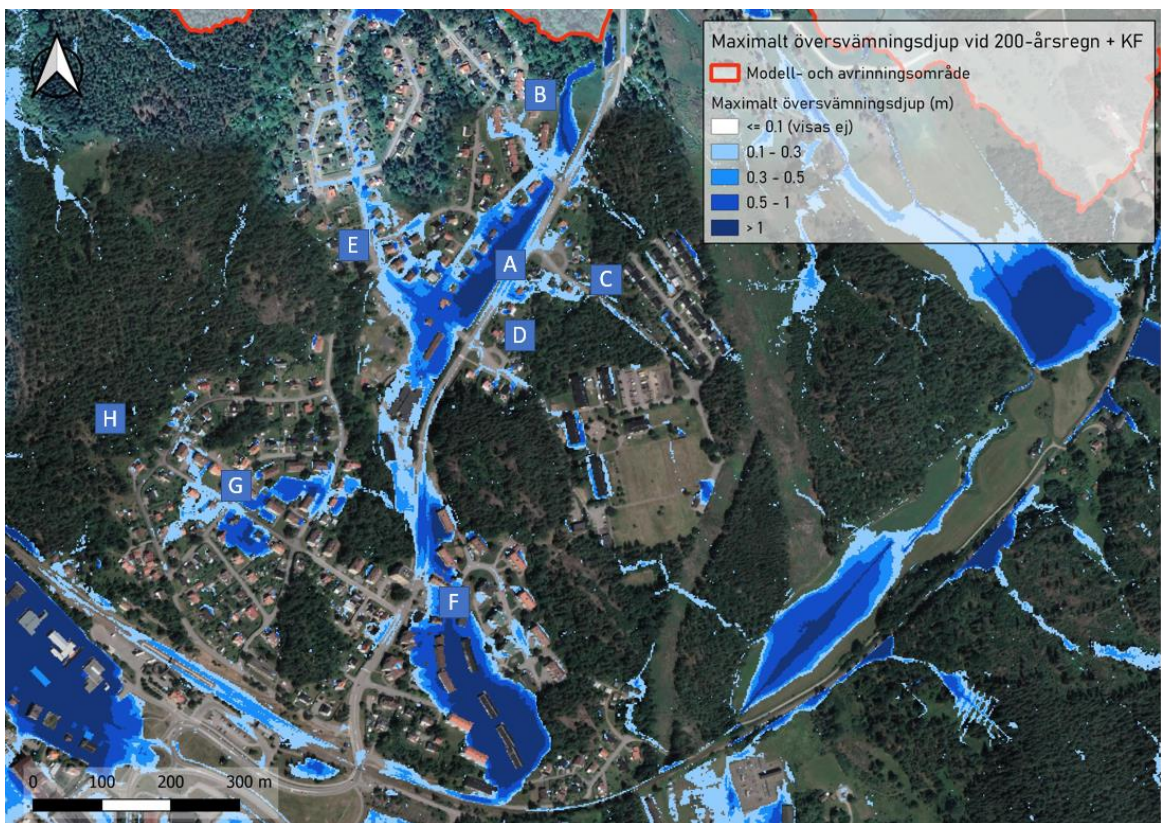 Maximalt översvämningsdjup vid 200-årsregn + KF
Modell- och avrinningsområde
Maximalt översvämningsdjup (m)
<= 0.1 (visas ej)
0.1 - 0.3
0.3 - 0.5
0.5 - 1
> 1
B
E
A
C
D
H
G
F
0 100 200 300 m